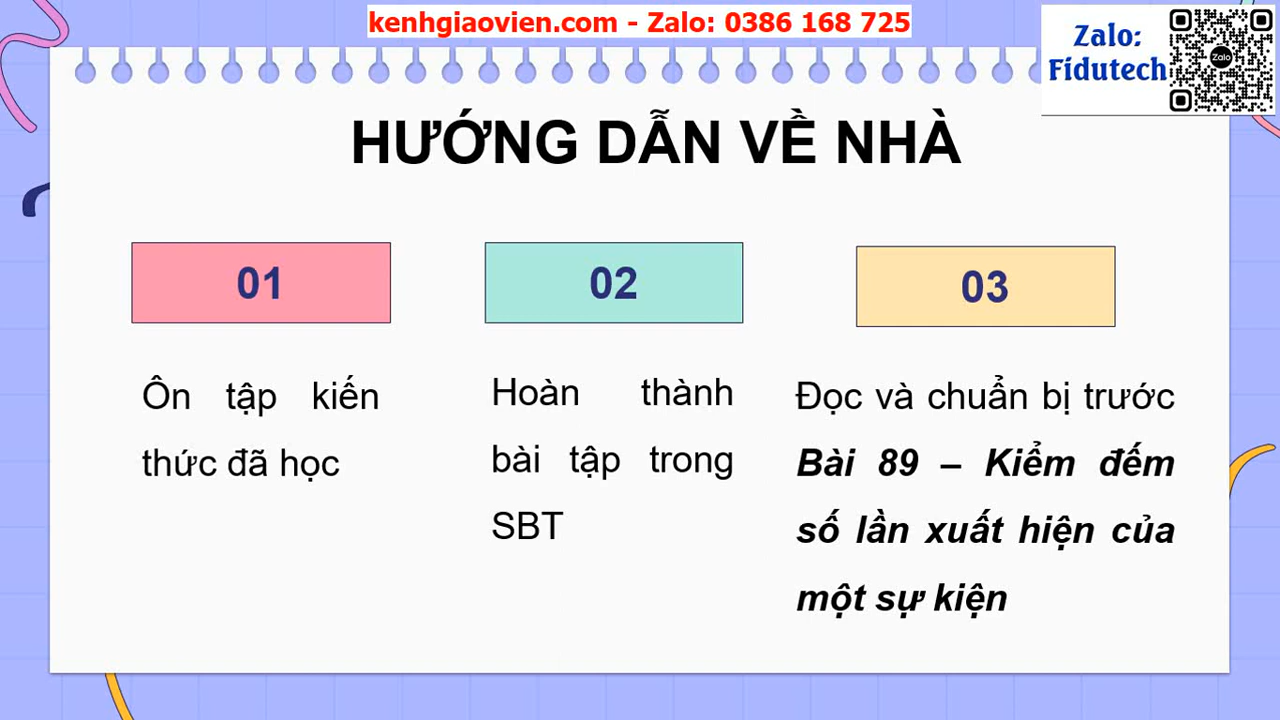 kenhgiaovien.com - Zalo: 0386 168 725
Zalo:
Fidutech
Zalo
HƯỚNG DẪN VỀ NHÀ
01
Ôn tập kiến
thức đã học
02
Hoàn thành
bài tập trong
SBT
03
Đọc và chuẩn bị trước
Bài 89 – Kiểm đếm
số lần xuất hiện của
một sự kiện